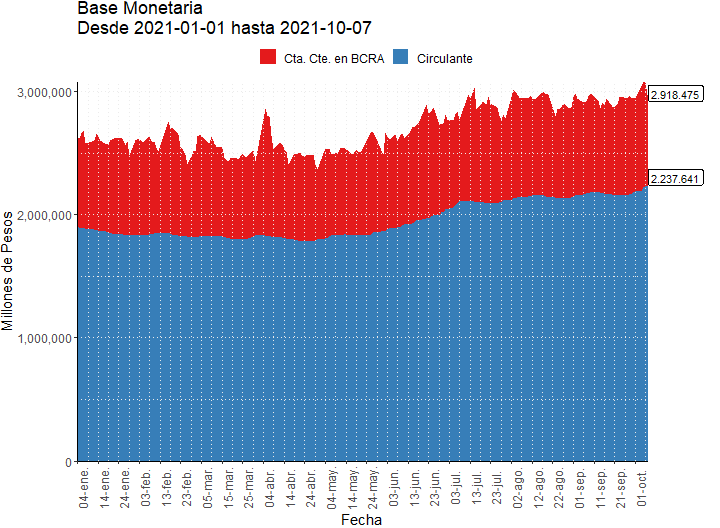 Base Monetaria
Desde 2021-01-01 hasta 2021-10-07
Cta. Cte. en BCRA
Circulante
Millones de Pesos
3,000,000
2,000,000
1,000,000
0
2.918.475
2.237.641
04-ene.
14-ene.
24-ene.
03-feb.
13-feb.
23-feb.
05-mar.
15-mar.
25-mar.
04-abr.
14-abr.
24-abr.
04-may.
14-may.
24-may.
03-jun.
13-jun.
23-jun.
03-jul.
13-jul.
23-jul.
02-ago.
12-ago.
22-ago.
01-sep.
11-sep.
21-sep.
01-oct.
Fecha